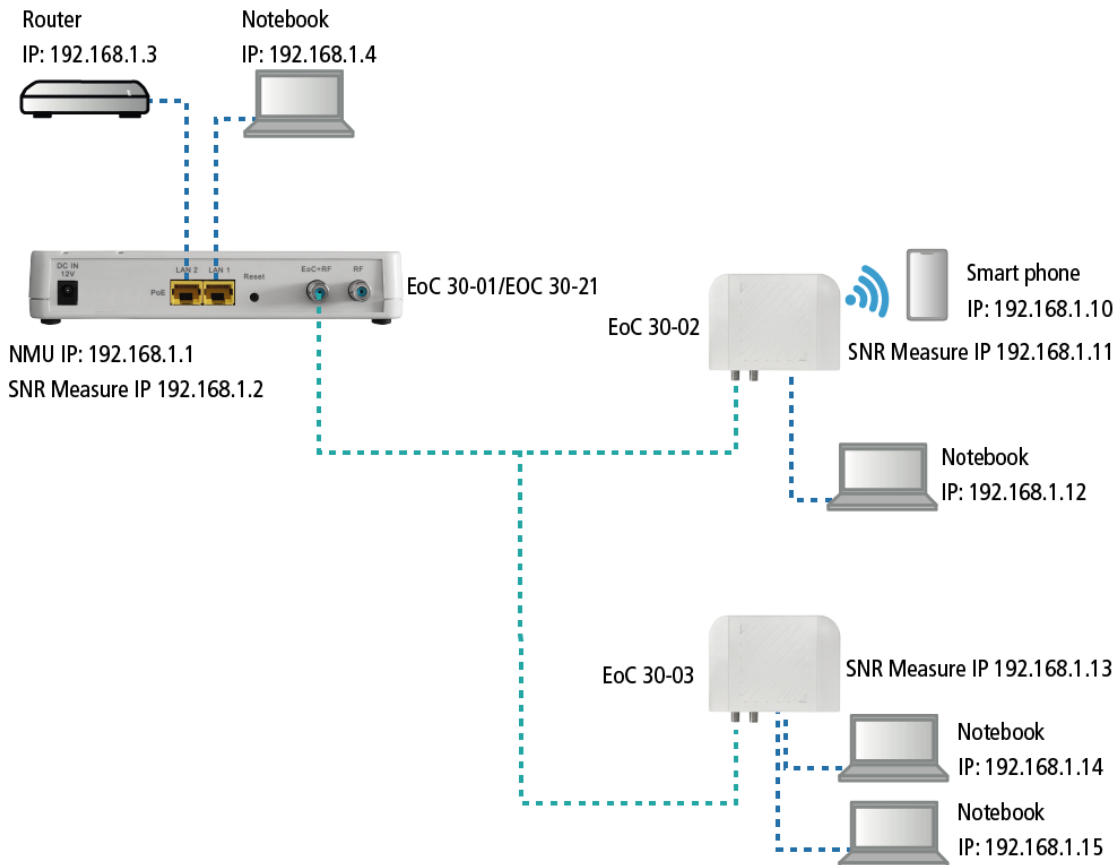 Router
IP: 192.168.1.3
Notebook
IP: 192.168.1.4
DC IN
12V
PoE
LAN 2
LAN 1
Reset
EoC+RF
RF
EoC 30-01/EOC 30-21
NMU IP: 192.168.1.1
SNR Measure IP 192.168.1.2
EoC 30-02
Smart phone
IP: 192.168.1.10
SNR Measure IP 192.168.1.11
Notebook
IP: 192.168.1.12
EoC 30-03
SNR Measure IP 192.168.1.13
Notebook
IP: 192.168.1.14
Notebook
IP: 192.168.1.15